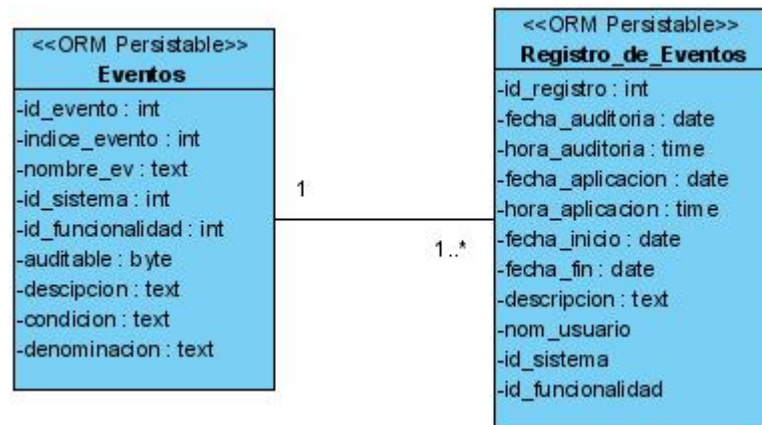 <<ORM Persistable>>
Eventos
-id_evento : int
-indice_evento : int
-nombre_ev : text
-id_sistema : int
-id_funcionalidad : int
-auditable : byte
-descipcion : text
-condicion : text
-denominacion : text
1
1..*
<<ORM Persistable>>
Registro_de_Eventos
-id_registro : int
-fecha_auditoria : date
-hora_auditoria : time
-fecha_aplicacion : date
-hora_aplicacion : time
-fecha_inicio : date
-fecha_fin : date
-descripcion : text
-nom_usuario
-id_sistema
-id_funcionalidad